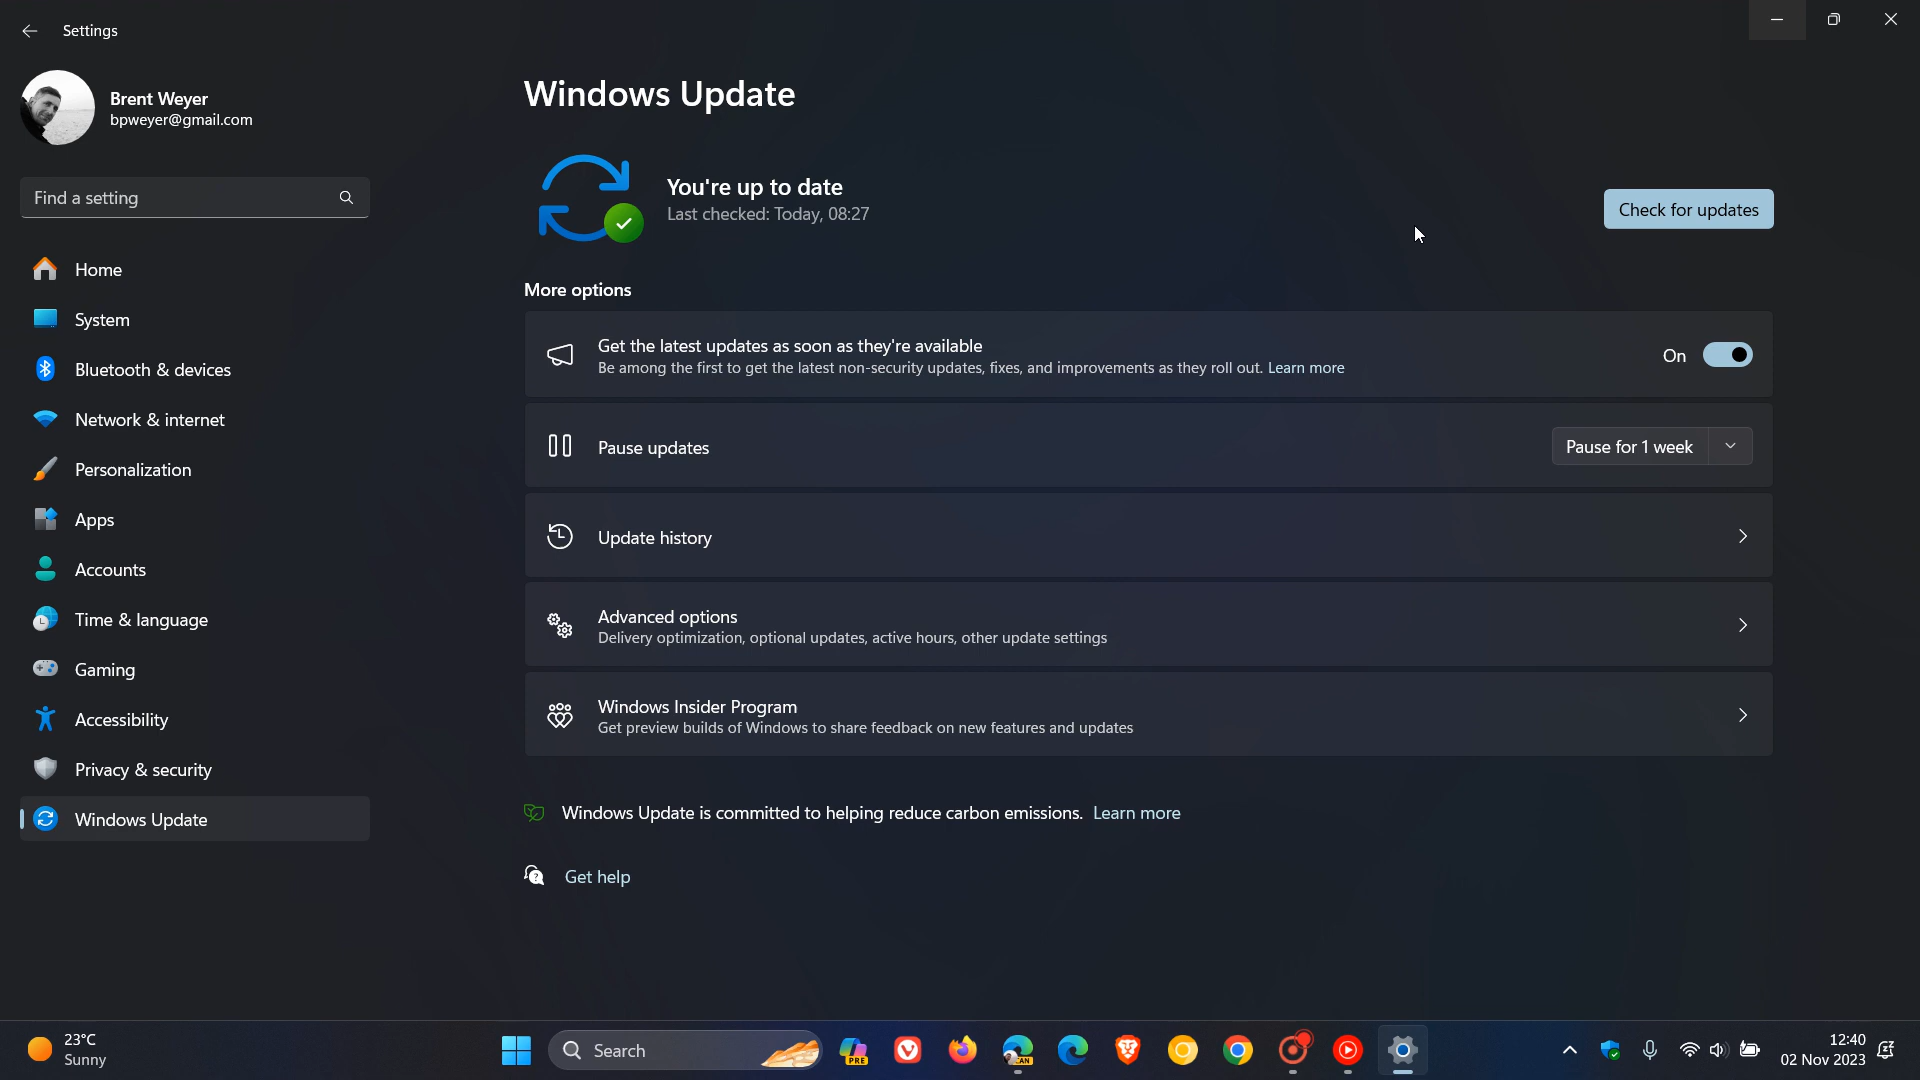 Settings
Brent Weyer
bpweyer@gmail.com
Find a setting
Home
System
Bluetooth & devices
Network & internet
Personalization
Apps
Accounts
Time & language
Gaming
Accessibility
Privacy & security
Windows Update
Windows Update
You're up to date
Last checked: Today, 08:27
Check for updates
More options
Get the latest updates as soon as they're available
Be among the first to get the latest non-security updates, fixes, and improvements as they roll out. Learn more
On
Pause updates
Pause for 1 week
Update history
Advanced options
Delivery optimization, optional updates, active hours, other update settings
Windows Insider Program
Get preview builds of Windows to share feedback on new features and updates
Windows Update is committed to helping reduce carbon emissions. Learn more
Get help
23°C
Sunny
Search
PRE
CAN
12:40
02 Nov 2023